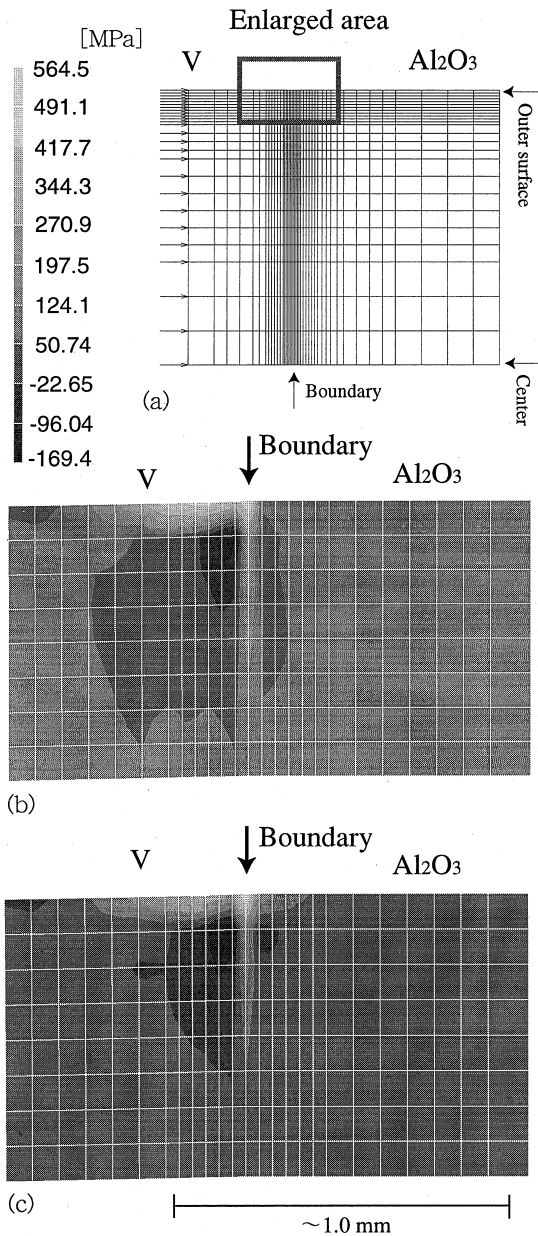 Enlarged area
[MPa]
V
Al2O3
564.5
491.1
417.7
344.3
270.9
197.5
124.1
50.74
-22.65
-96.04
-169.4
Outer surface
Center
Boundary
(a)
Boundary
V
Al2O3
(b)
Boundary
V
Al2O3
(c)
~1.0 mm